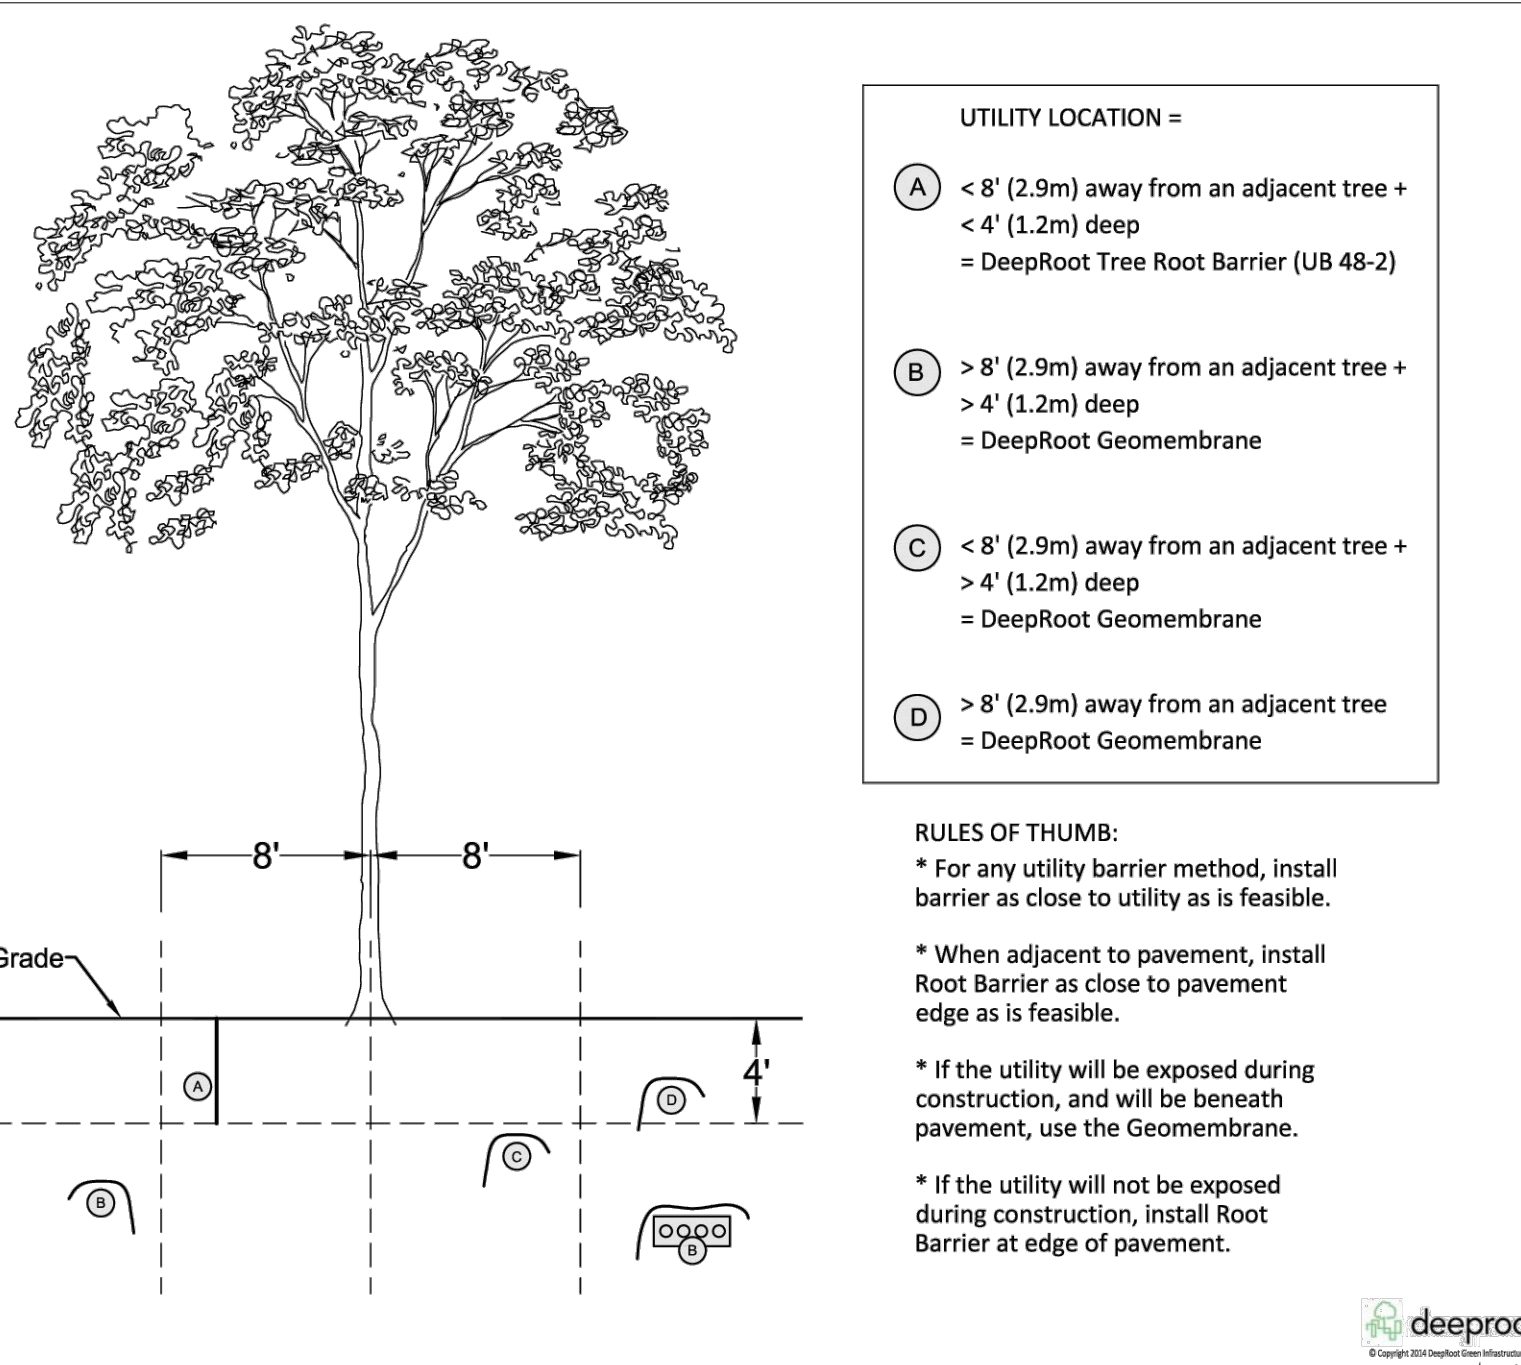 UTILITY LOCATION =
A
< 8' (2.9m) away from an adjacent tree +
< 4' (1.2m) deep
= DeepRoot Tree Root Barrier (UB 48-2)
B
> 8' (2.9m) away from an adjacent tree +
> 4' (1.2m) deep
= DeepRoot Geomembrane
C
< 8' (2.9m) away from an adjacent tree +
> 4' (1.2m) deep
= DeepRoot Geomembrane
D
> 8' (2.9m) away from an adjacent tree
= DeepRoot Geomembrane
RULES OF THUMB:
* For any utility barrier method, install
barrier as close to utility as is feasible.
* When adjacent to pavement, install
Root Barrier as close to pavement
edge as is feasible.
* If the utility will be exposed during
construction, and will be beneath
pavement, use the Geomembrane.
* If the utility will not be exposed
during construction, install Root
Barrier at edge of pavement.
8' 8'
Grade
4'
A
D
C
B
B
deeproo
© Copyright 2014 DeepRoot Green Infrastructu